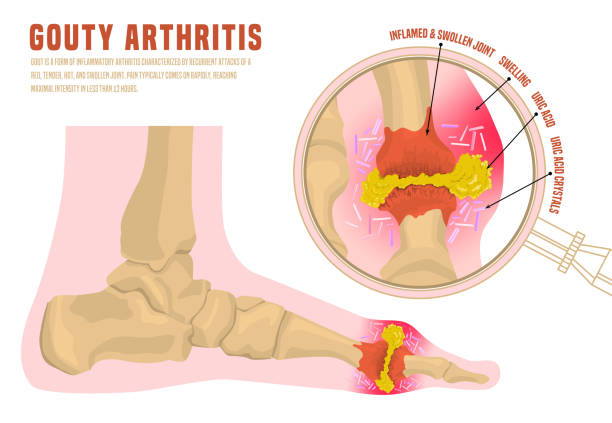 GOUTY ARTHRITIS
GOUT IS A FORM OF INFLAMMATORY ARTHRITIS CHARACTERIZED BY RECURRENT ATTACKS OF A
RED, TENDER, HOT, AND SWOLLEN JOINT. PAIN TYPICALLY COMES ON RAPIDLY, REACHING
MAXIMAL INTENSITY IN LESS THAN 12 HOURS.
INFLAMED & SWOLLEN JOINT
SWELLING
URIC ACID
URIC ACID CRYSTALS